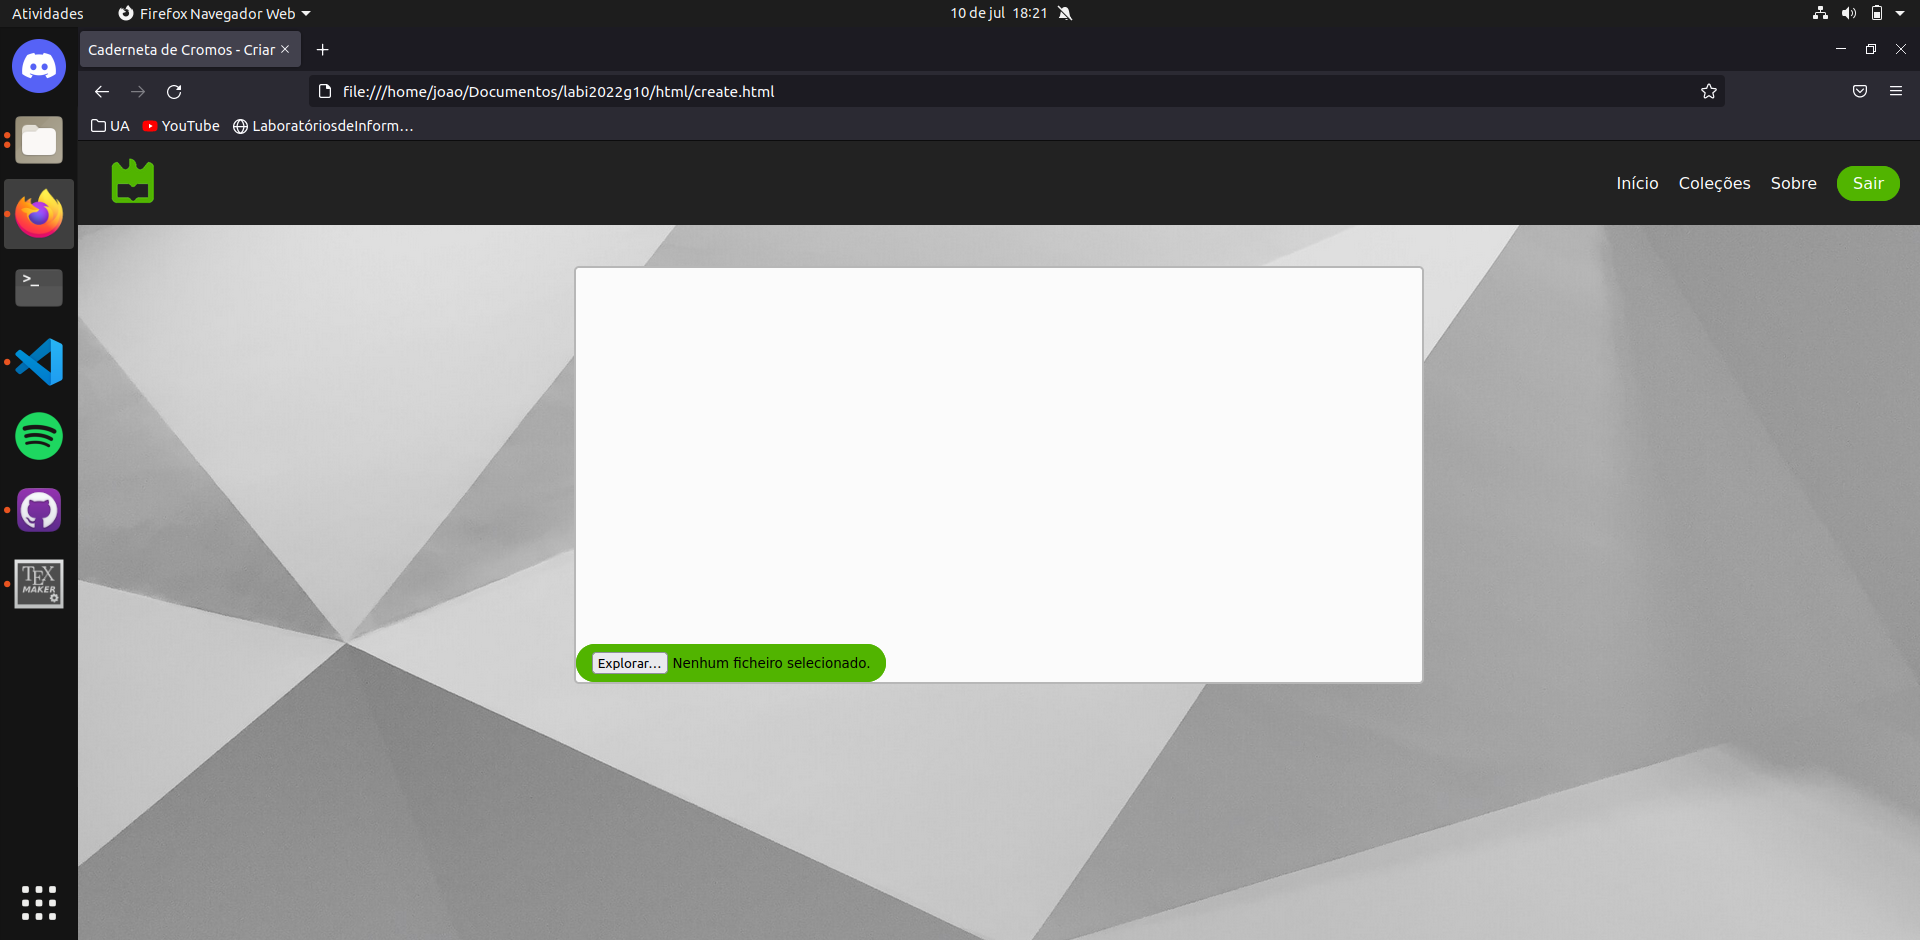 Atividades
Firefox Navegador Web
10 de jul 18:21
Caderneta de Cromos - Criar
file:///home/joao/Documentos/labi2022g10/html/create.html
UA
YouTube
LaboratóriosdeInform…
Início
Coleções
Sobre
Sair
>_
TEX
MAKER
Explorar…
Nenhum ficheiro selecionado.